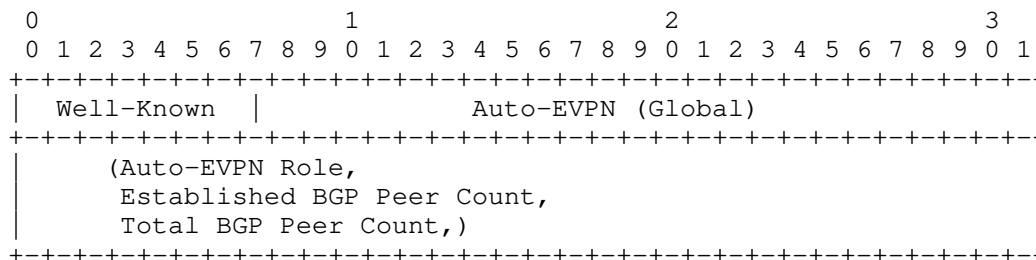 0                   1                   2                   3
 0 1 2 3 4 5 6 7 8 9 0 1 2 3 4 5 6 7 8 9 0 1 2 3 4 5 6 7 8 9 0 1
+-+-+-+-+-+-+-+-+-+-+-+-+-+-+-+-+-+-+-+-+-+-+-+-+-+-+-+-+-+-+-+-
|  Well-Known  |             Auto-EVPN (Global)
+-+-+-+-+-+-+-+-+-+-+-+-+-+-+-+-+-+-+-+-+-+-+-+-+-+-+-+-+-+-+-+-
|     (Auto-EVPN Role,
|      Established BGP Peer Count,
|      Total BGP Peer Count,)
+-+-+-+-+-+-+-+-+-+-+-+-+-+-+-+-+-+-+-+-+-+-+-+-+-+-+-+-+-+-+-+-